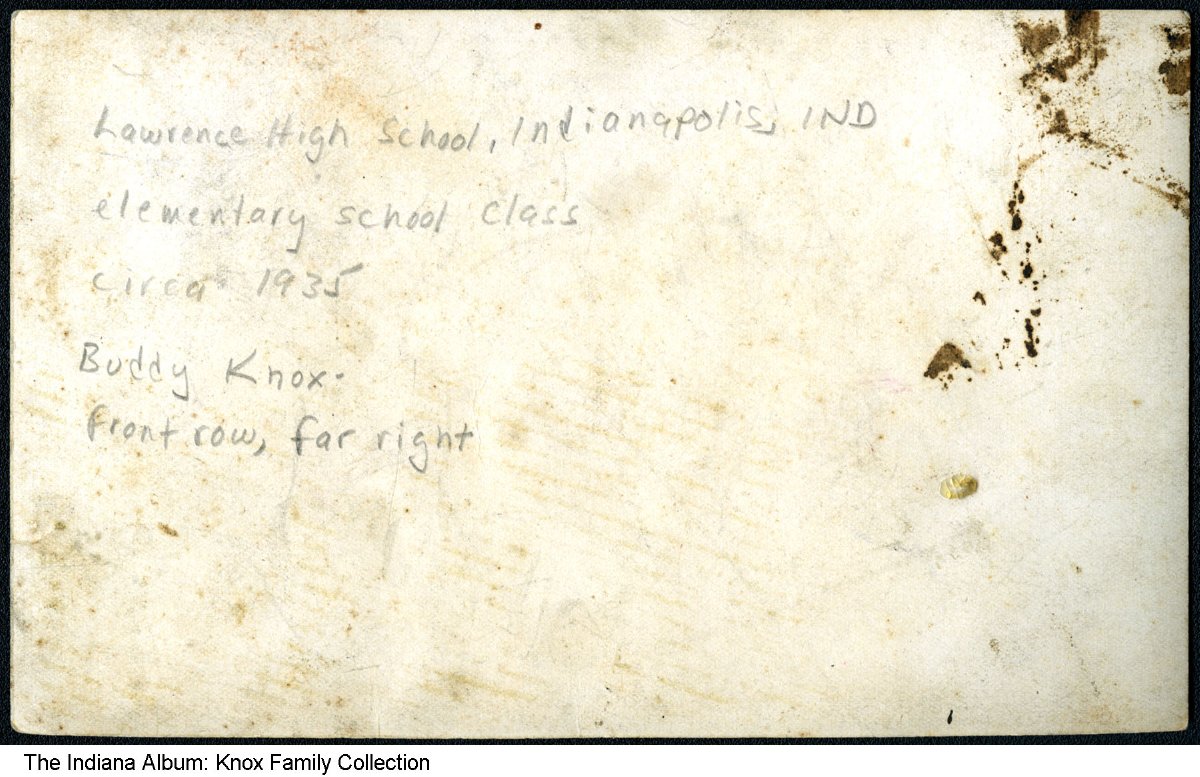 Lawrence High School, Indianapolis, IND
elementary school class
circa 1935
Buddy Knox-
front row, far right
The Indiana Album: Knox Family Collection